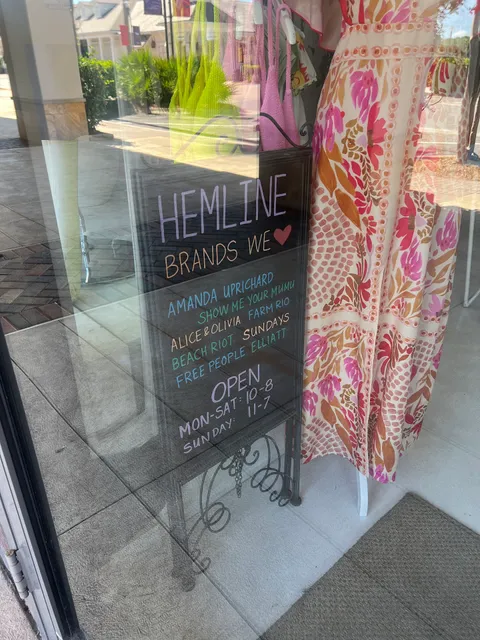 HEMLINE
BRANDS WE ❤
AMANDA UPRICHARD
SHOW ME YOUR MUMU
ALICE & OLIVIA FARM RIO
BEACH RIOT SUNDAYS
FREE PEOPLE ELLIATT
OPEN
MON-SAT: 10-8
SUNDAY: 11-7